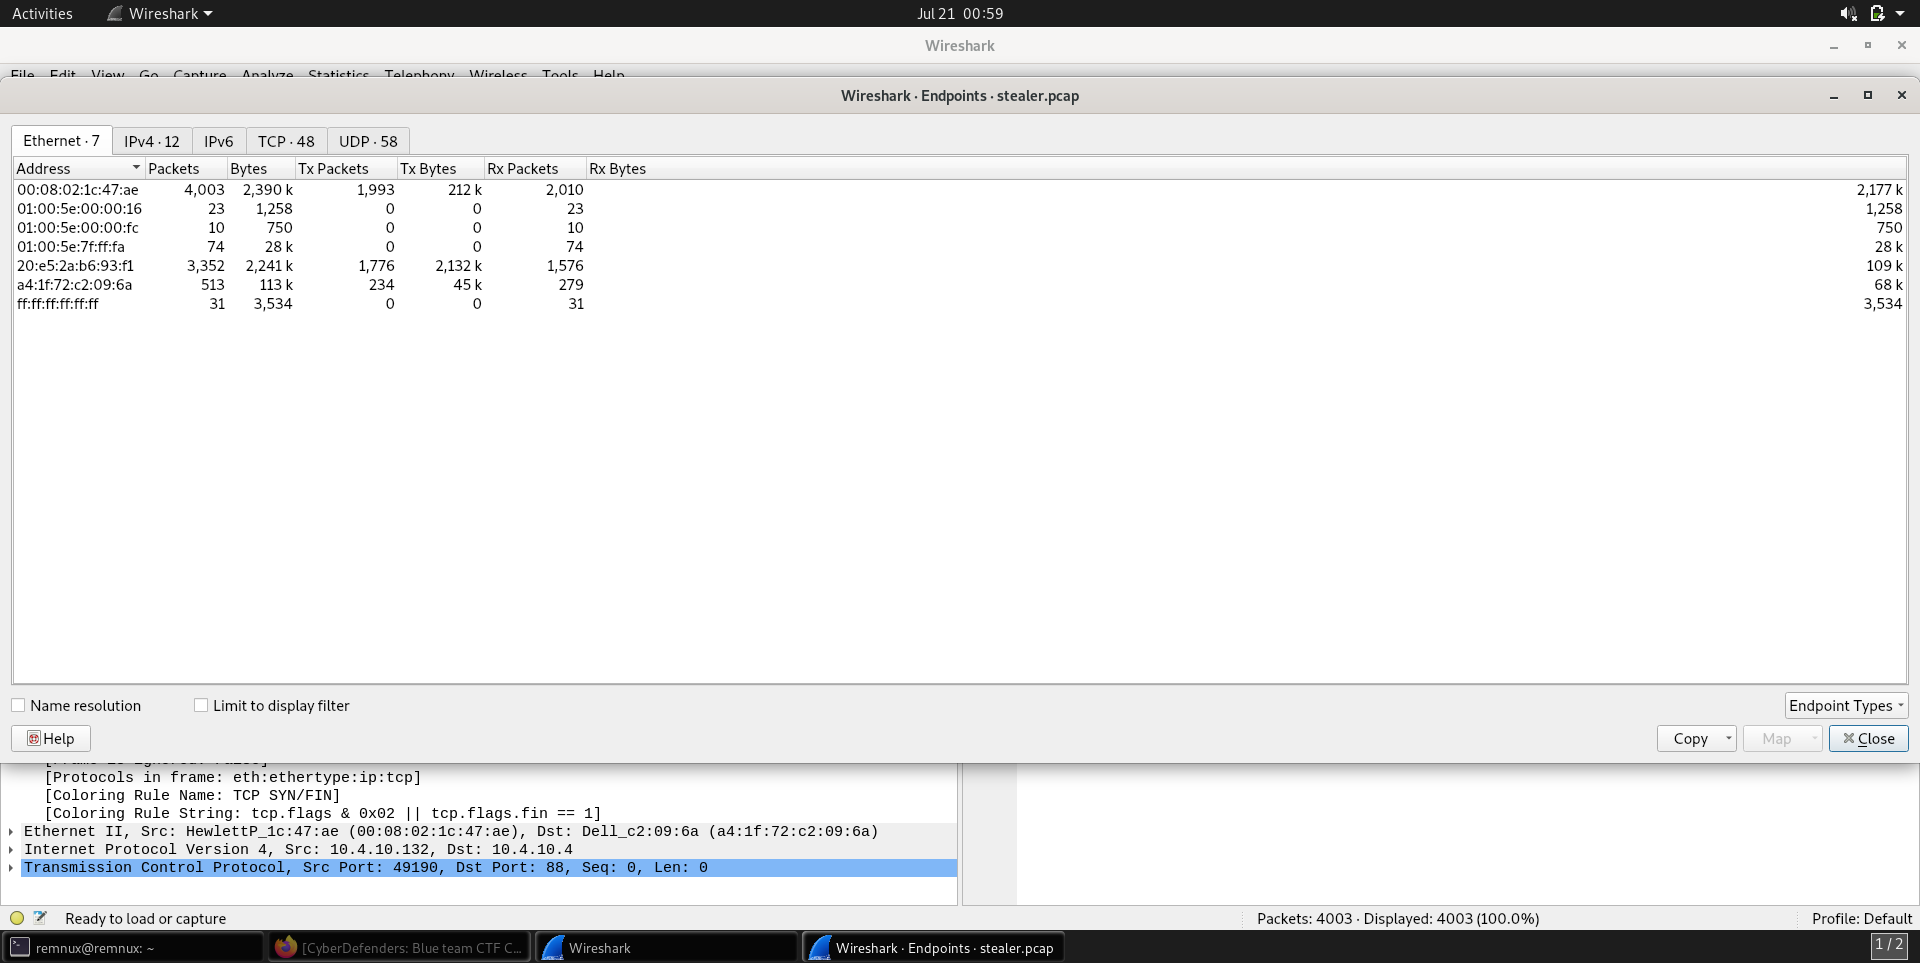 Activities Wireshark Jul 21 00:59
Wireshark
File Edit View Go Capture Analyze Statistics Telephony Wireless Tools Help
Wireshark · Endpoints · stealer.pcap
Ethernet · 7 IPv4 · 12 IPv6 TCP · 48 UDP · 58
Address Packets Bytes Tx Packets Tx Bytes Rx Packets Rx Bytes
00:08:02:1c:47:ae 4,003 2,390 k 1,993 212 k 2,010 2,177 k
01:00:5e:00:00:16 23 1,258 0 0 23 1,258
01:00:5e:00:00:fc 10 750 0 0 10 750
01:00:5e:7f:ff:fa 74 28 k 0 0 74 28 k
20:e5:2a:b6:93:f1 3,352 2,241 k 1,776 2,132 k 1,576 109 k
a4:1f:72:c2:09:6a 513 113 k 234 45 k 279 68 k
ff:ff:ff:ff:ff:ff 31 3,534 0 0 31 3,534
Name resolution Limit to display filter Endpoint Types
Help Copy Map Close
[Frame is ignored: False]
[Protocols in frame: eth:ethertype:ip:tcp]
[Coloring Rule Name: TCP SYN/FIN]
[Coloring Rule String: tcp.flags & 0x02 || tcp.flags.fin == 1]
Ethernet II, Src: HewlettP_1c:47:ae (00:08:02:1c:47:ae), Dst: Dell_c2:09:6a (a4:1f:72:c2:09:6a)
Internet Protocol Version 4, Src: 10.4.10.132, Dst: 10.4.10.4
Transmission Control Protocol, Src Port: 49190, Dst Port: 88, Seq: 0, Len: 0
Ready to load or capture Packets: 4003 · Displayed: 4003 (100.0%) Profile: Default
remnux@remnux: ~ [CyberDefenders: Blue team CTF C... Wireshark Wireshark · Endpoints · stealer.pcap 1 / 2